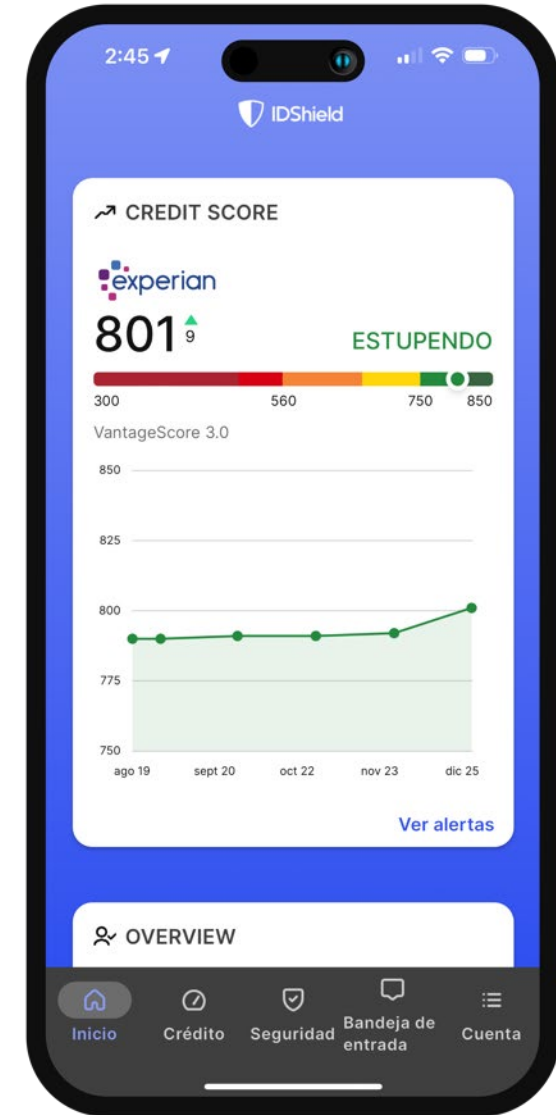 2:45
IDShield
CREDIT SCORE
experian
801 9
ESTUPENDO
300 560 750 850
VantageScore 3.0
850
825
800
775
750
ago 19 sept 20 oct 22 nov 23 dic 25
Ver alertas
OVERVIEW
Inicio Crédito Seguridad Bandeja de entrada Cuenta